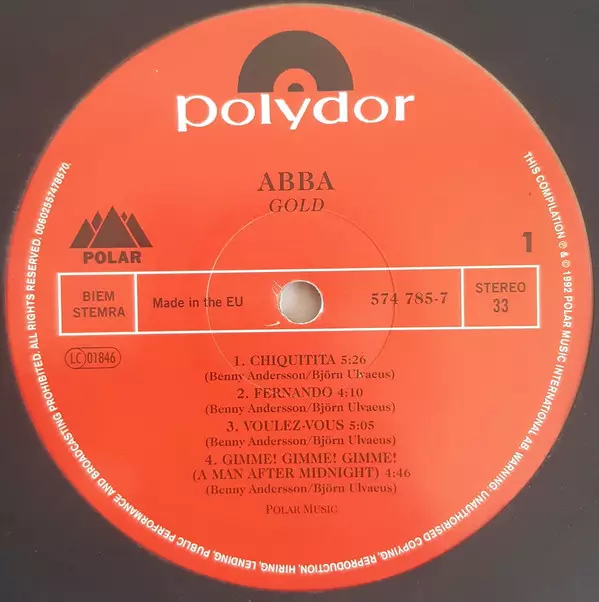 polydor
ABBA
GOLD
POLAR
1
BIEM
STEMRA
Made in the EU
574 785-7
STEREO
33
LC 01846
1. CHIQUITITA 5:26
(Benny Andersson/Björn Ulvaeus)
2. FERNANDO 4:10
(Benny Andersson/Björn Ulvaeus)
3. VOULEZ-VOUS 5:05
(Benny Andersson/Björn Ulvaeus)
4. GIMME! GIMME! GIMME!
(A MAN AFTER MIDNIGHT) 4:46
(Benny Andersson/Björn Ulvaeus)
POLAR MUSIC
THIS COMPILATION ℗ & © 1992 POLAR MUSIC INTERNATIONAL AB. WARNING: UNAUTHORISED COPYING, REPRODUCTION, HIRING, LENDING, PUBLIC PERFORMANCE AND BROADCASTING PROHIBITED. ALL RIGHTS RESERVED. 00602557478570.